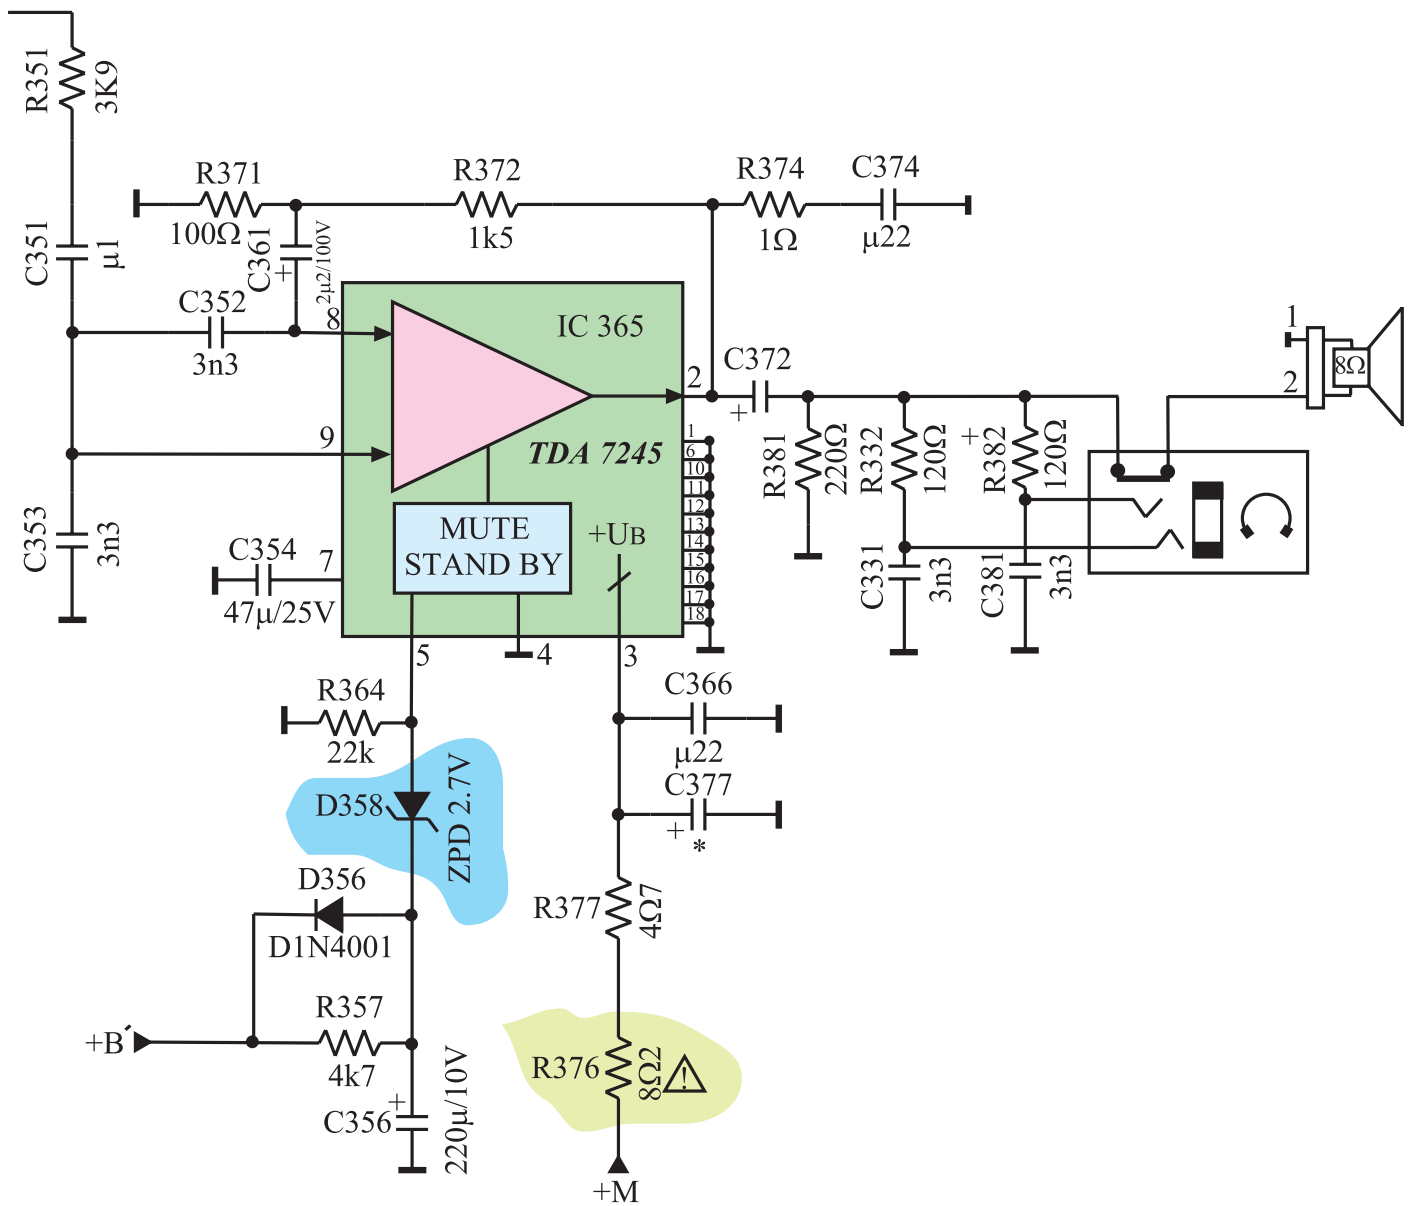 R351
3K9
R371
100Ω
R372
1k5
R374
1Ω
C374
µ22
C351
µ1
C361
+
2µ2/100V
C352
3n3
8
IC 365
2
C372
+
1
2
8Ω
9
TDA 7245
1
6
10
11
12
13
14
15
16
17
18
R381
220Ω
R332
120Ω
+
R382
120Ω
C353
3n3
C354
47µ/25V
7
MUTE
STAND BY
+UB
C331
3n3
C381
3n3
5
4
3
R364
22k
C366
µ22
C377
+
*
D358
ZPD 2.7V
D356
D1N4001
R377
4Ω7
R357
4k7
+B´
R376
8Ω2
!
+
C356
220µ/10V
+M